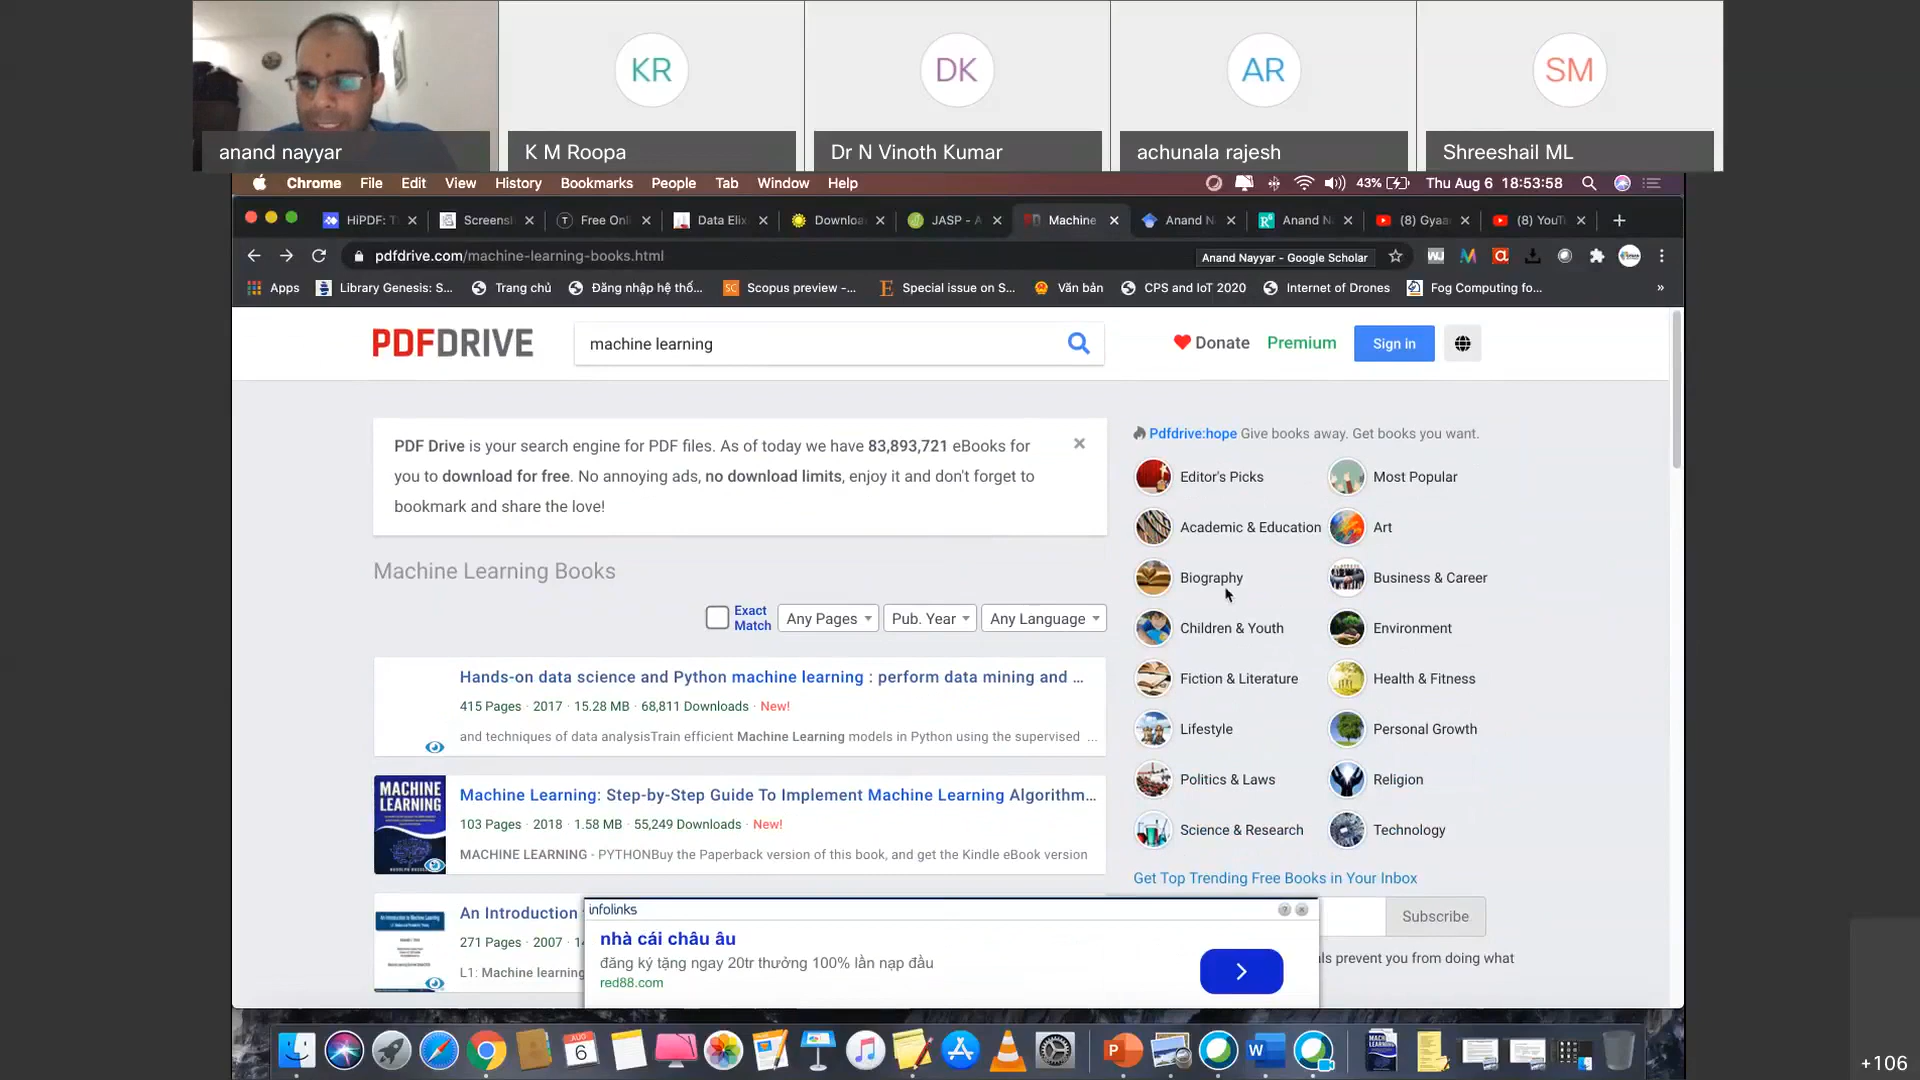 KR
DK
AR
SM
anand nayyar
K M Roopa
Dr N Vinoth Kumar
achunala rajesh
Shreeshail ML
Chrome File Edit View History Bookmarks People Tab Window Help
43% Thu Aug 6 18:53:58
HiPDF: T
Screensh
Free Onl
Data Elix
Downloa
JASP - A
Machine
Anand N
Anand N
(8) Gyaa
(8) YouT
pdfdrive.com/machine-learning-books.html
Anand Nayyar - Google Scholar
Apps
Library Genesis: S...
Trang chủ
Đăng nhập hệ thố...
Scopus preview -...
Special issue on S...
Văn bản
CPS and IoT 2020
Internet of Drones
Fog Computing fo...
»
PDFDRIVE
machine learning
Donate
Premium
Sign in
PDF Drive is your search engine for PDF files. As of today we have 83,893,721 eBooks for
you to download for free. No annoying ads, no download limits, enjoy it and don't forget to
bookmark and share the love!
Pdfdrive:hope Give books away. Get books you want.
Editor's Picks
Most Popular
Academic & Education
Art
Biography
Business & Career
Children & Youth
Environment
Fiction & Literature
Health & Fitness
Lifestyle
Personal Growth
Politics & Laws
Religion
Science & Research
Technology
Get Top Trending Free Books in Your Inbox
Subscribe
ls prevent you from doing what
Machine Learning Books
Exact
Match
Any Pages
Pub. Year
Any Language
Hands-on data science and Python machine learning : perform data mining and ...
415 Pages · 2017 · 15.28 MB · 68,811 Downloads · New!
and techniques of data analysisTrain efficient Machine Learning models in Python using the supervised ...
MACHINE
LEARNING
Machine Learning: Step-by-Step Guide To Implement Machine Learning Algorithm...
103 Pages · 2018 · 1.58 MB · 55,249 Downloads · New!
MACHINE LEARNING - PYTHONBuy the Paperback version of this book, and get the Kindle eBook version
An Introduction
271 Pages · 2007 · 1
L1: Machine learning
infolinks
nhà cái châu âu
đăng ký tặng ngay 20tr thưởng 100% lần nạp đầu
red88.com
AUG
6
W
+106